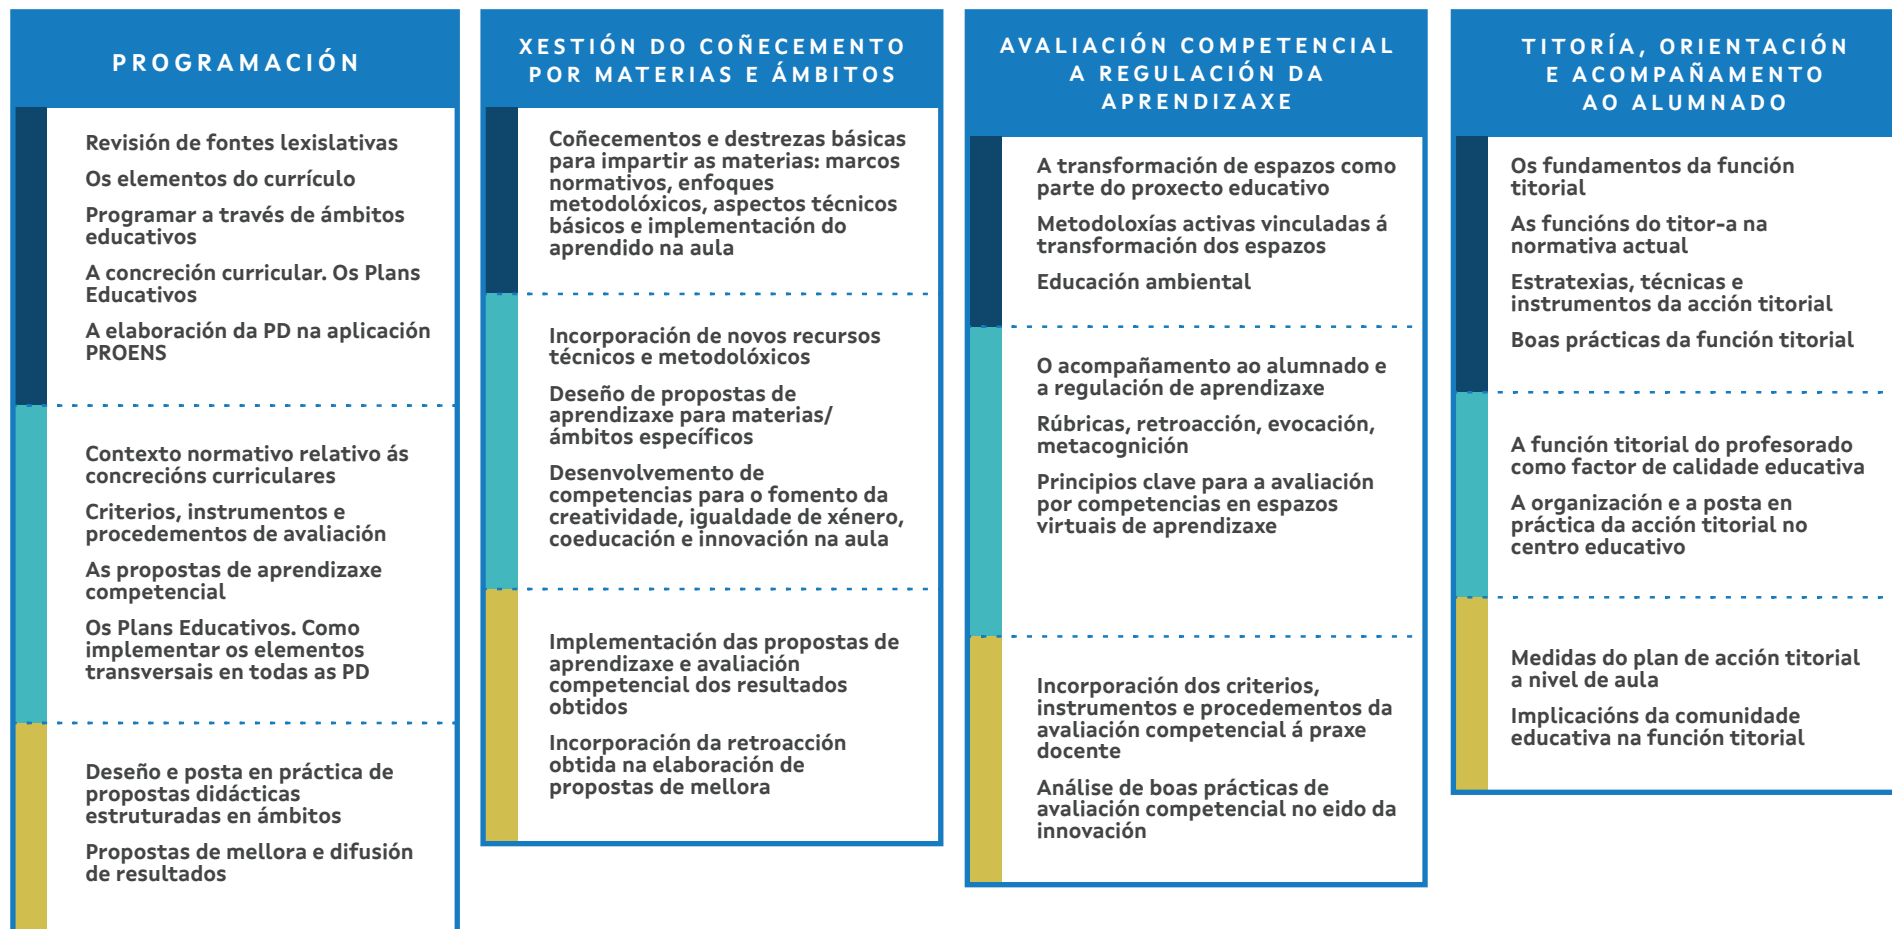 PROGRAMACIÓN
Revisión de fontes lexislativas
Os elementos do currículo
Programar a través de ámbitos
educativos
A concreción curricular. Os Plans
Educativos
A elaboración da PD na aplicación
PROENS
Contexto normativo relativo ás
concrecións curriculares
Criterios, instrumentos e
procedementos de avaliación
As propostas de aprendizaxe
competencial
Os Plans Educativos. Como
implementar os elementos
transversais en todas as PD
Deseño e posta en práctica de
propostas didácticas
estruturadas en ámbitos
Propostas de mellora e difusión
de resultados
XESTIÓN DO COÑECEMENTO
POR MATERIAS E ÁMBITOS
Coñecementos e destrezas básicas
para impartir as materias: marcos
normativos, enfoques
metodolóxicos, aspectos técnicos
básicos e implementación do
aprendido na aula
Incorporación de novos recursos
técnicos e metodolóxicos
Deseño de propostas de
aprendizaxe para materias/
ámbitos específicos
Desenvolvemento de
competencias para o fomento da
creatividade, igualdade de xénero,
coeducación e innovación na aula
Implementación das propostas de
aprendizaxe e avaliación
competencial dos resultados
obtidos
Incorporación da retroacción
obtida na elaboración de
propostas de mellora
AVALIACIÓN COMPETENCIAL
A REGULACIÓN DA
APRENDIZAXE
A transformación de espazos como
parte do proxecto educativo
Metodoloxías activas vinculadas á
transformación dos espazos
Educación ambiental
O acompañamento ao alumnado e
a regulación de aprendizaxe
Rúbricas, retroacción, evocación,
metacognición
Principios clave para a avaliación
por competencias en espazos
virtuais de aprendizaxe
Incorporación dos criterios,
instrumentos e procedementos da
avaliación competencial á praxe
docente
Análise de boas prácticas de
avaliación competencial no eido da
innovación
TITORÍA, ORIENTACIÓN
E ACOMPAÑAMENTO
AO ALUMNADO
Os fundamentos da función
titorial
As funcións do titor-a na
normativa actual
Estratexias, técnicas e
instrumentos da acción titorial
Boas prácticas da función titorial
A función titorial do profesorado
como factor de calidade educativa
A organización e a posta en
práctica da acción titorial no
centro educativo
Medidas do plan de acción titorial
a nivel de aula
Implicacións da comunidade
educativa na función titorial